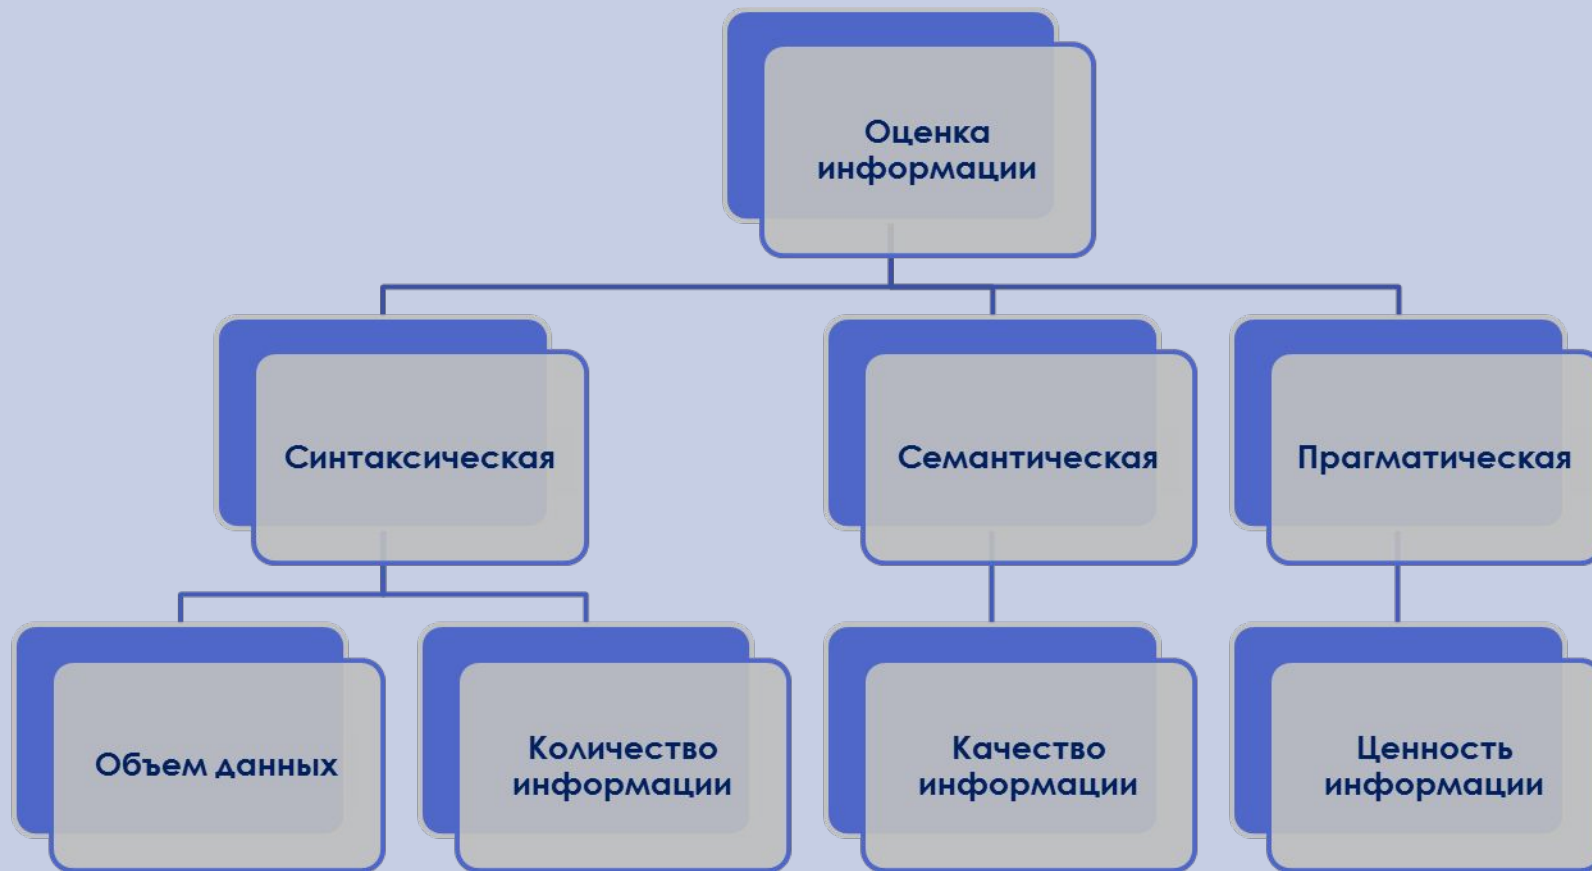 Оценка
информации
Синтаксическая
Семантическая
Прагматическая
Объем данных
Количество
информации
Качество
информации
Ценность
информации